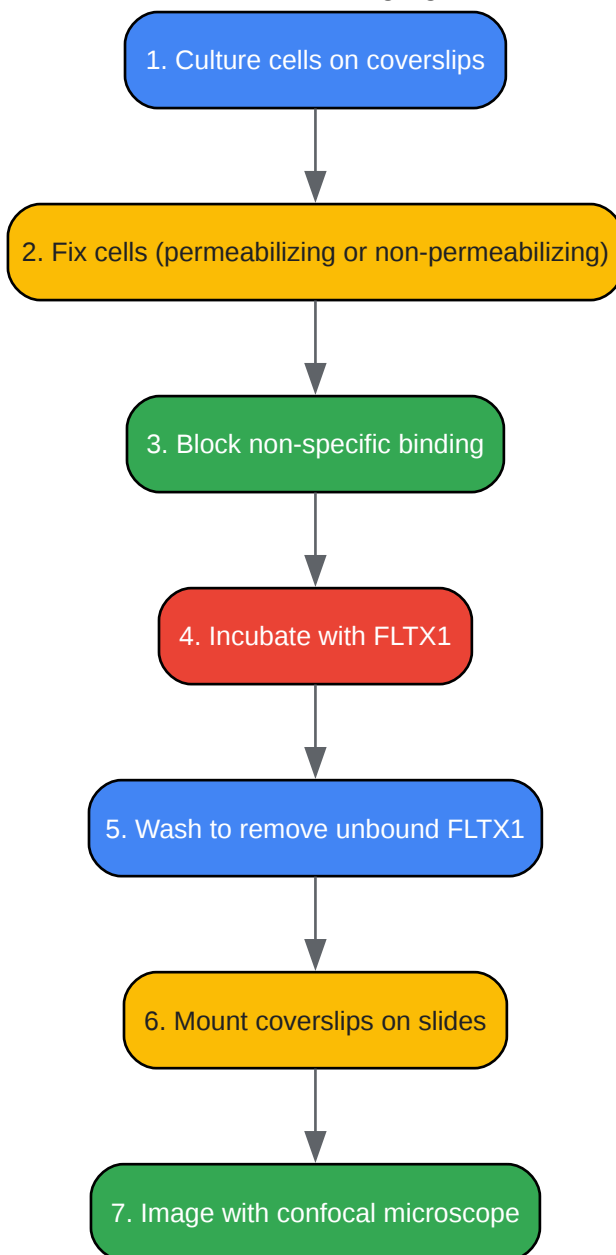 1. Culture cells on coverslips
2. Fix cells (permeabilizing or non-permeabilizing)
3. Block non-specific binding
4. Incubate with FLTX1
5. Wash to remove unbound FLTX1
6. Mount coverslips on slides
7. Image with confocal microscope